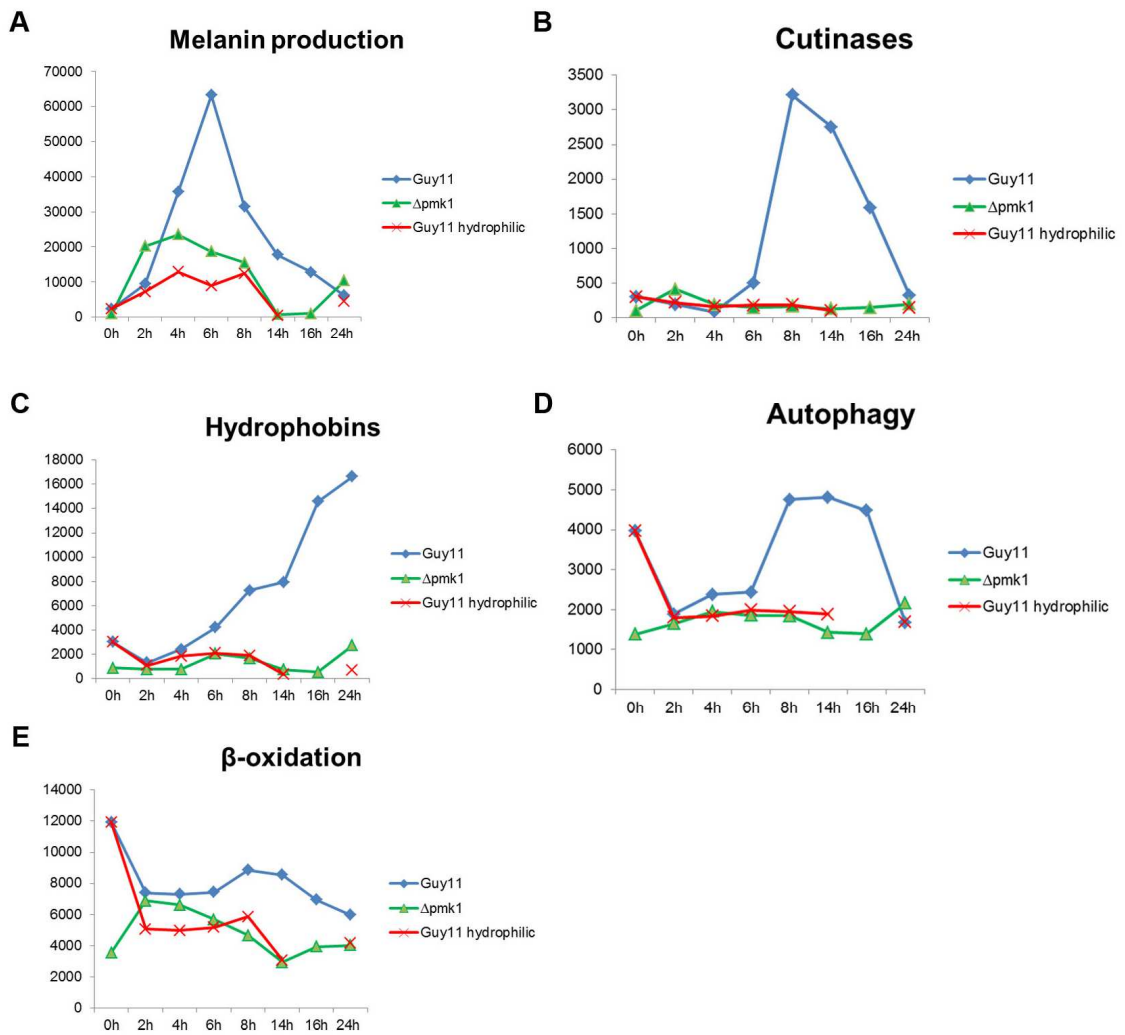 A
Melanin production
70000
60000
50000
40000
30000
20000
10000
0
0h 2h 4h 6h 8h 14h 16h 24h
Guy11
Δpmk1
Guy11 hydrophilic
B
Cutinases
3500
3000
2500
2000
1500
1000
500
0
0h 2h 4h 6h 8h 14h 16h 24h
Guy11
Δpmk1
Guy11 hydrophilic
C
Hydrophobins
18000
16000
14000
12000
10000
8000
6000
4000
2000
0
0h 2h 4h 6h 8h 14h 16h 24h
Guy11
Δpmk1
Guy11 hydrophilic
D
Autophagy
6000
5000
4000
3000
2000
1000
0
0h 2h 4h 6h 8h 14h 16h 24h
Guy11
Δpmk1
Guy11 hydrophilic
E
β-oxidation
14000
12000
10000
8000
6000
4000
2000
0
0h 2h 4h 6h 8h 14h 16h 24h
Guy11
Δpmk1
Guy11 hydrophilic